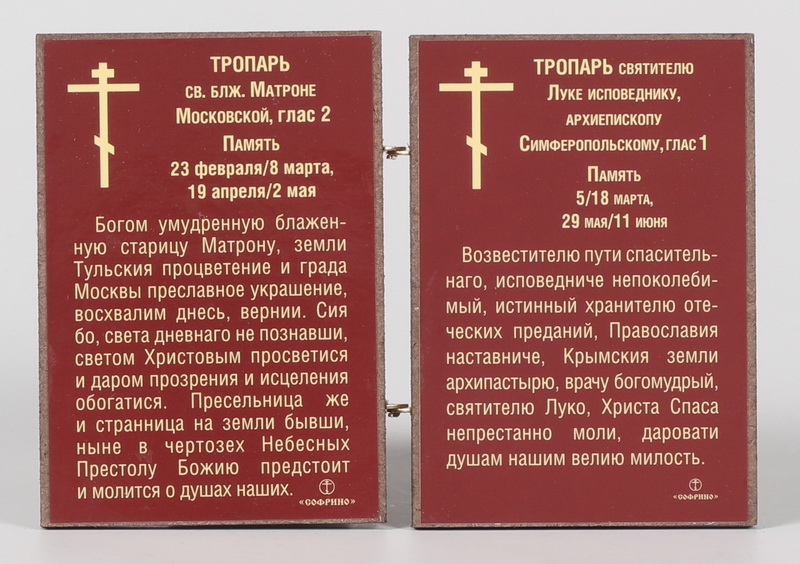 ТРОПАРЬ
СВ. БЛЖ. МАТРОНЕ
МОСКОВСКОЙ, ГЛАС 2
ПАМЯТЬ
23 февраля/8 марта,
19 апреля/2 мая
Богом умудренную блажен-
ную старицу Матрону, земли
Тульския процветение и града
Москвы преславное украшение,
восхвалим днесь, вернии. Сия
бо, света дневнаго не познавши,
светом Христовым просветися
и даром прозрения и исцеления
обогатися. Пресельница же
и странница на земли бывши,
ныне в чертозех Небесных
Престолу Божию предстоит
и молится о душах наших.
«СОФРИНО»
ТРОПАРЬ СВЯТИТЕЛЮ
ЛУКЕ ИСПОВЕДНИКУ,
АРХИЕПИСКОПУ
СИМФЕРОПОЛЬСКОМУ, ГЛАС 1
ПАМЯТЬ
5/18 МАРТА,
29 МАЯ/11 ИЮНЯ
Возвестителю пути спаситель-
наго, исповедниче непоколеби-
мый, истинный хранителю оте-
ческих преданий, Православия
наставниче, Крымския земли
архипастырю, врачу богомудрый,
святителю Луко, Христа Спаса
непрестанно моли, даровати
душам нашим велию милость.
«СОФРИНО»